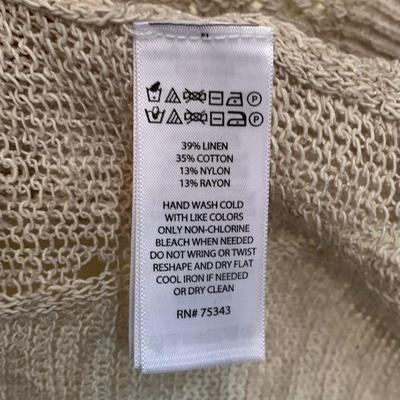 39% LINEN
35% COTTON
13% NYLON
13% RAYON
HAND WASH COLD
WITH LIKE COLORS
ONLY NON-CHLORINE
BLEACH WHEN NEEDED
DO NOT WRING OR TWIST
RESHAPE AND DRY FLAT
COOL IRON IF NEEDED
OR DRY CLEAN
RN# 75343